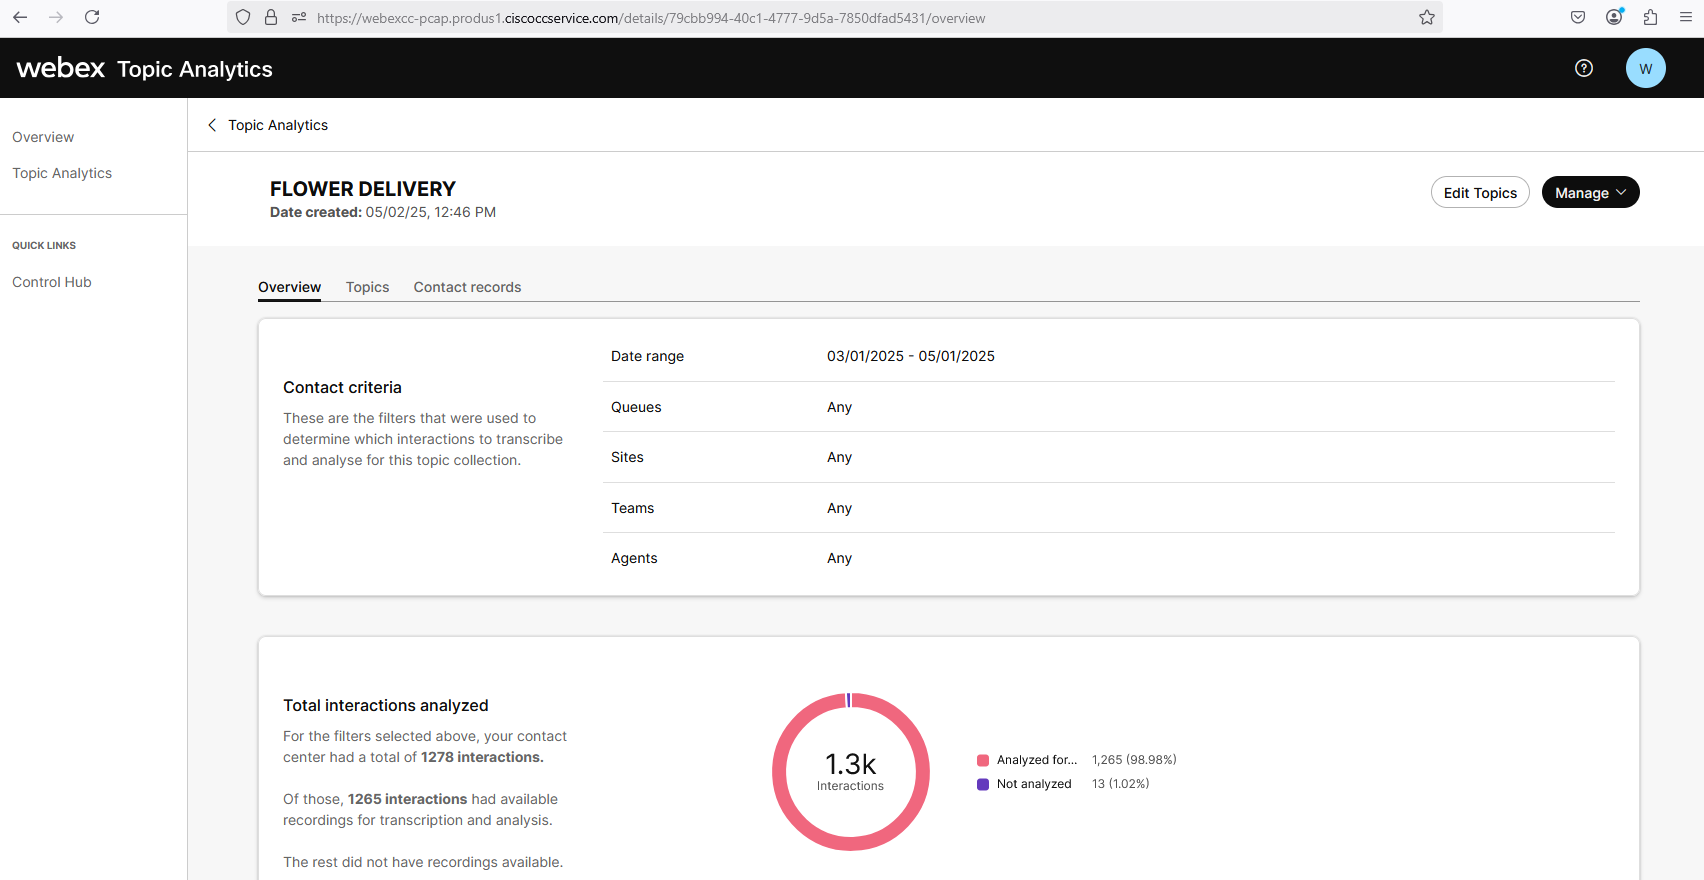 https://webexcc-pcap.produs1.ciscoccservice.com/details/79cbb994-40c1-4777-9d5a-7850dfad5431/overview
webex Topic Analytics
W
Overview
Topic Analytics
QUICK LINKS
Control Hub
Topic Analytics
FLOWER DELIVERY
Date created: 05/02/25, 12:46 PM
Edit Topics
Manage
Overview Topics Contact records
Contact criteria
These are the filters that were used to
determine which interactions to transcribe
and analyse for this topic collection.
Date range 03/01/2025 - 05/01/2025
Queues Any
Sites Any
Teams Any
Agents Any
Total interactions analyzed
For the filters selected above, your contact
center had a total of 1278 interactions.
Of those, 1265 interactions had available
recordings for transcription and analysis.
The rest did not have recordings available.
1.3k
Interactions
Analyzed for... 1,265 (98.98%)
Not analyzed 13 (1.02%)